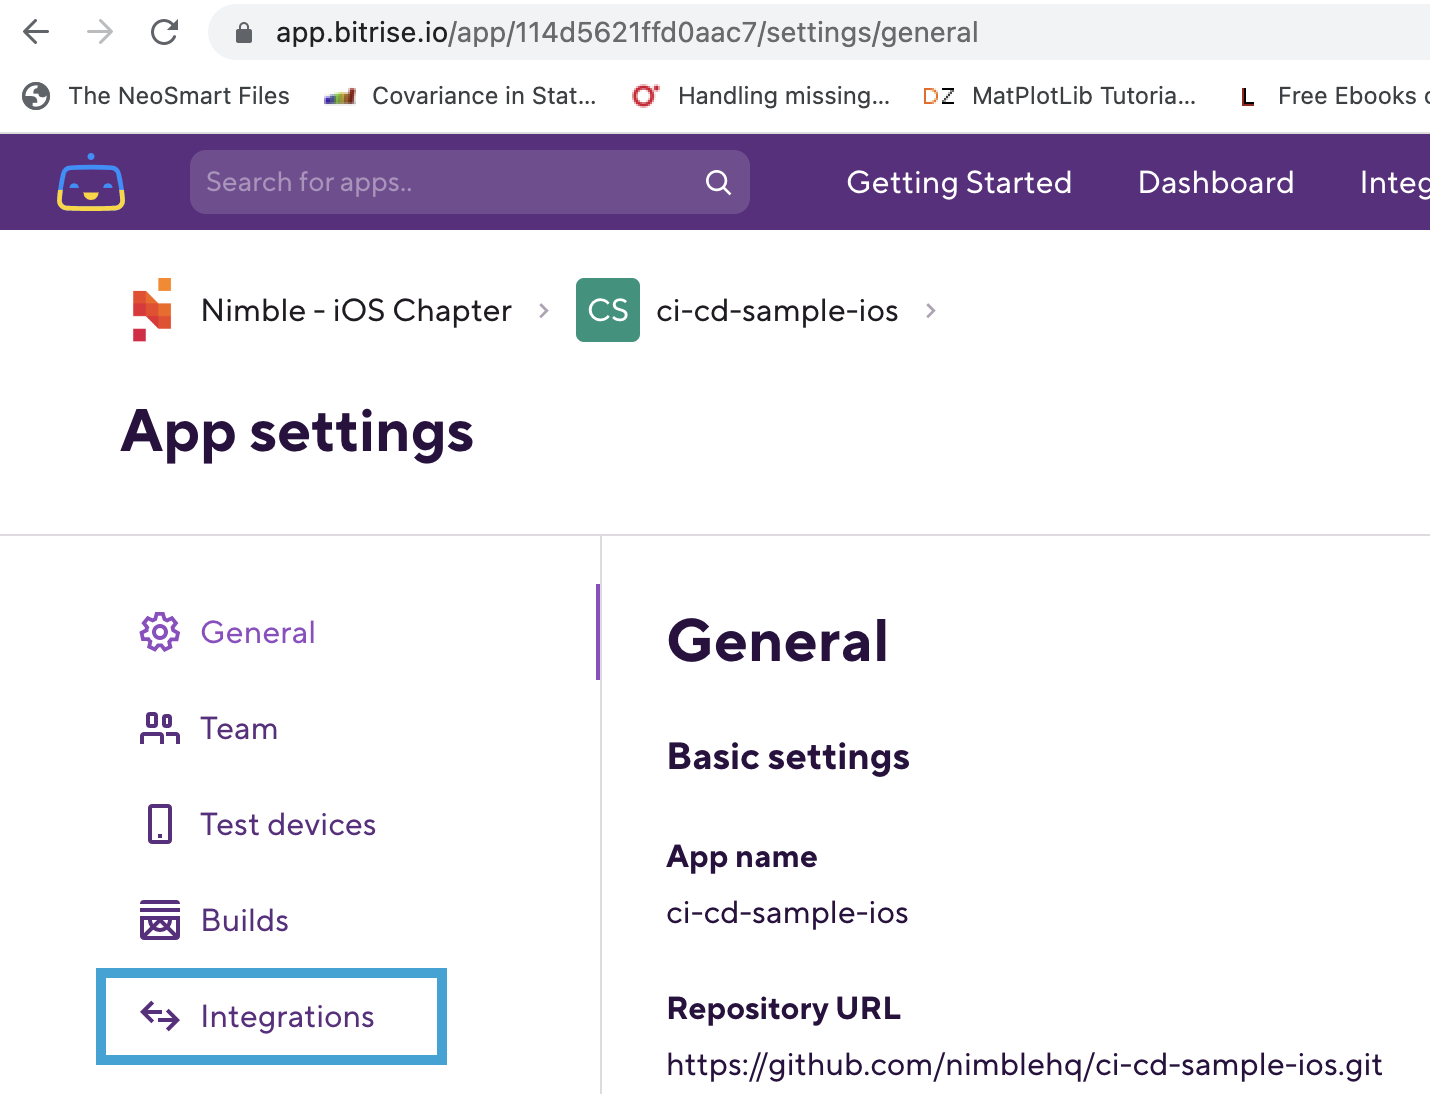 app.bitrise.io/app/114d5621ffd0aac7/settings/general
The NeoSmart Files Covariance in Stat... Handling missing... DZ MatPlotLib Tutoria... L Free Ebooks
Search for apps.. Getting Started Dashboard Integ
Nimble - iOS Chapter > CS ci-cd-sample-ios >
App settings
General
Team
Test devices
Builds
Integrations
General
Basic settings
App name
ci-cd-sample-ios
Repository URL
https://github.com/nimblehq/ci-cd-sample-ios.git